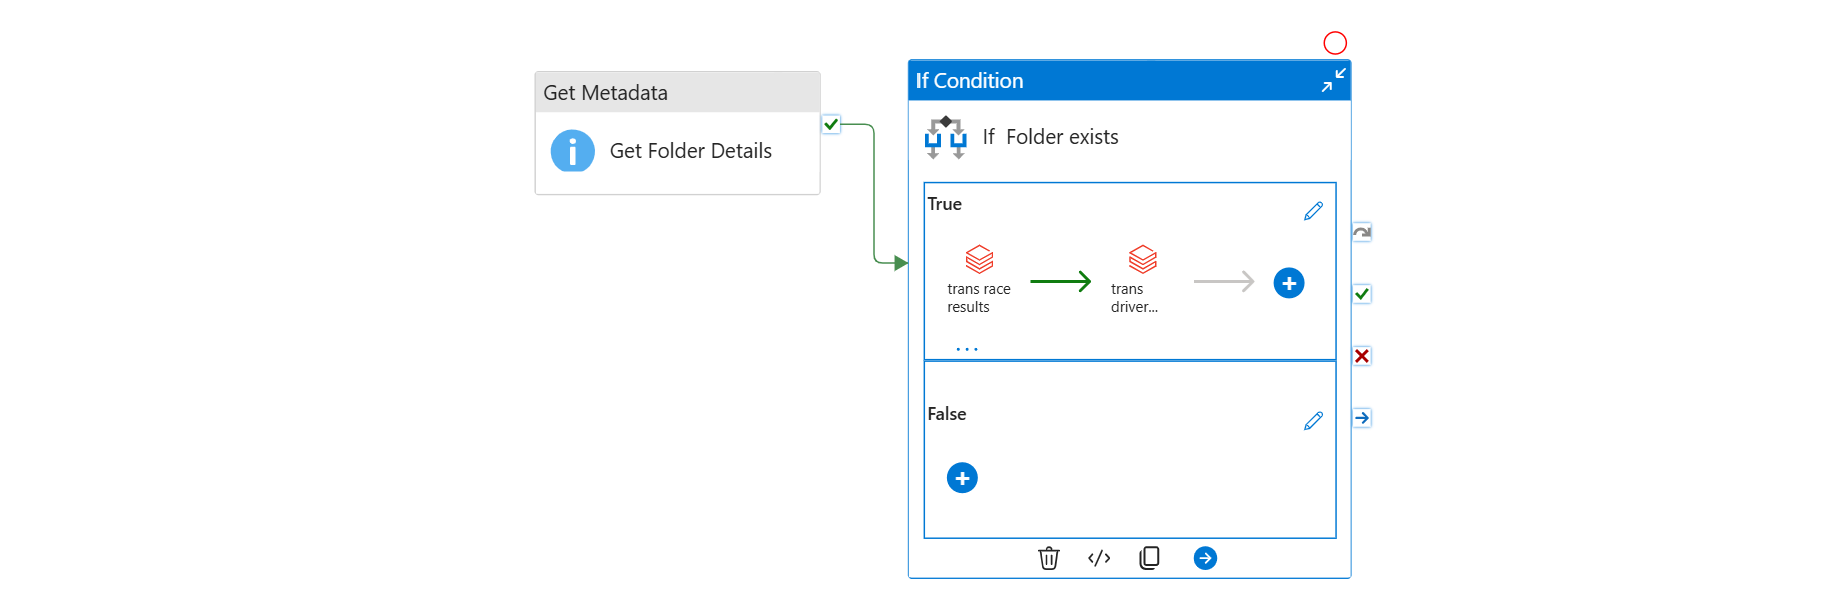 Get Metadata
Get Folder Details
If Condition
If Folder exists
True
trans race
results
trans
driver...
...
False